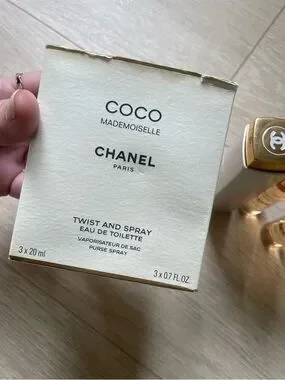 COCO
MADEMOISELLE
CHANEL
PARIS
TWIST AND SPRAY
EAU DE TOILETTE
VAPORISATEUR DE SAC
PURSE SPRAY
3 x 20 ml
3 x 0.7 FL. OZ.